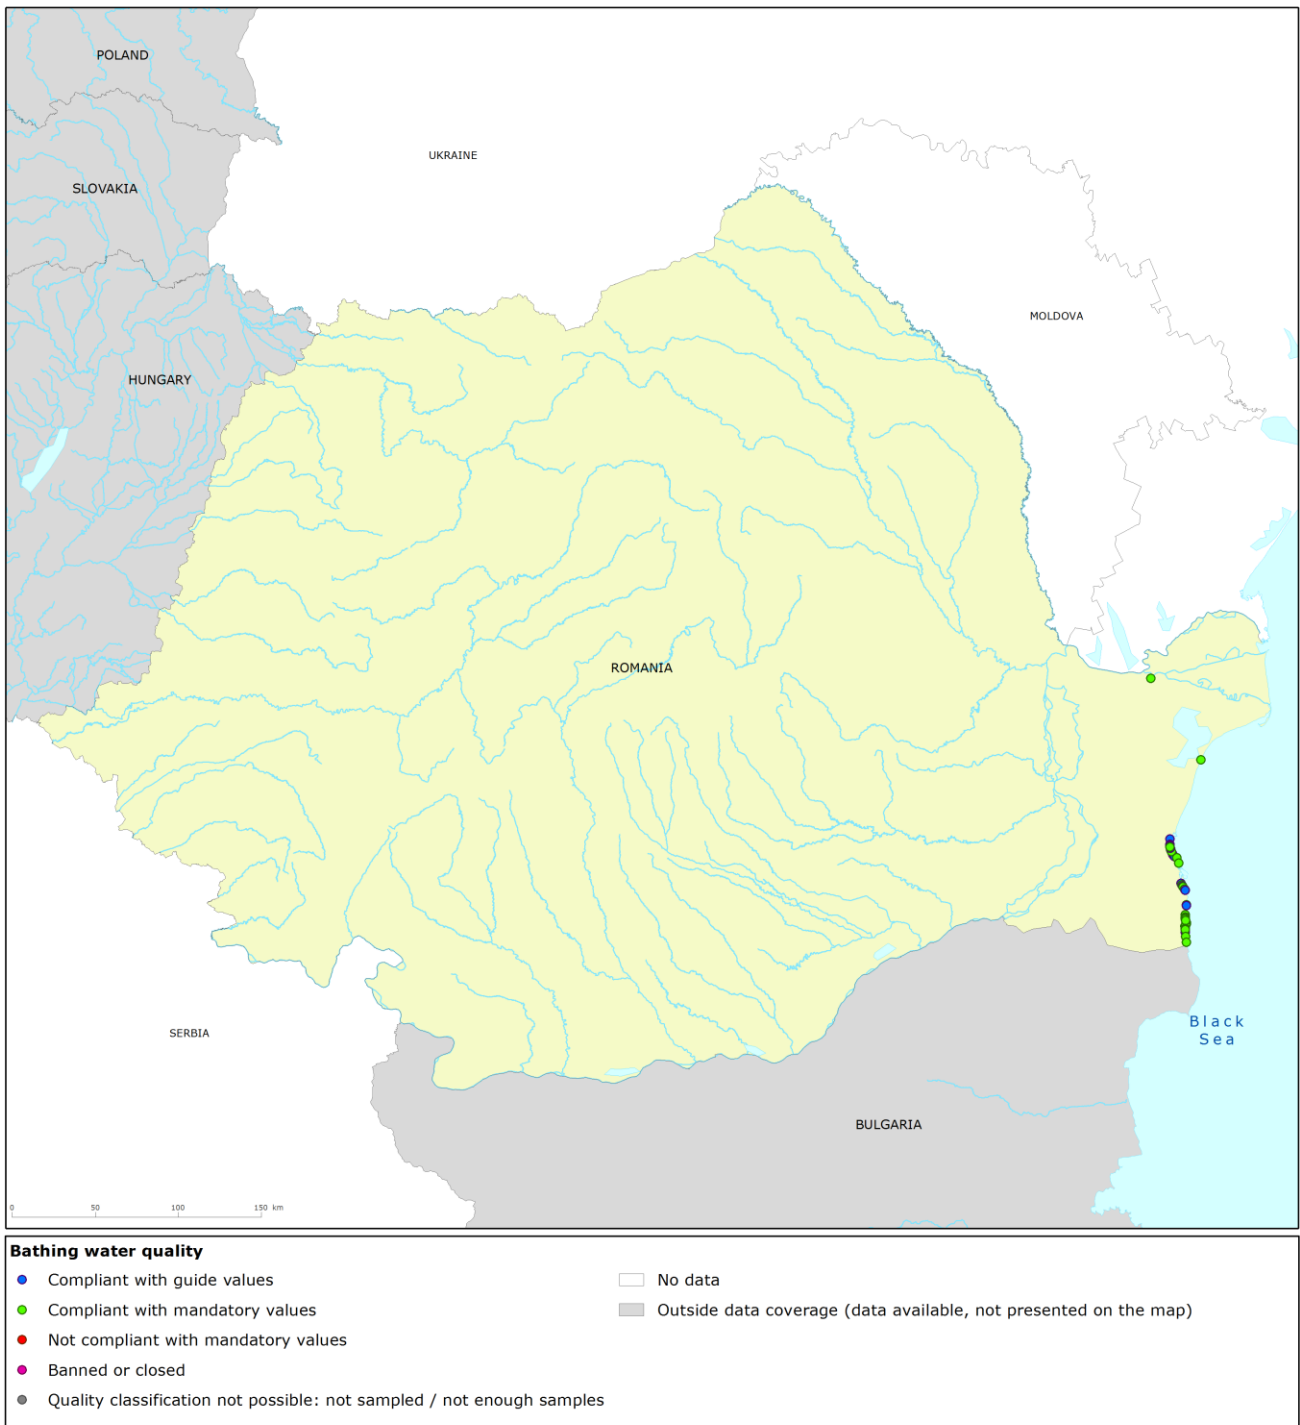 POLAND
UKRAINE
SLOVAKIA
MOLDOVA
HUNGARY
ROMANIA
Black
Sea
SERBIA
BULGARIA
0 50 100 150 km
Bathing water quality
Compliant with guide values
Compliant with mandatory values
Not compliant with mandatory values
Banned or closed
Quality classification not possible: not sampled / not enough samples
No data
Outside data coverage (data available, not presented on the map)